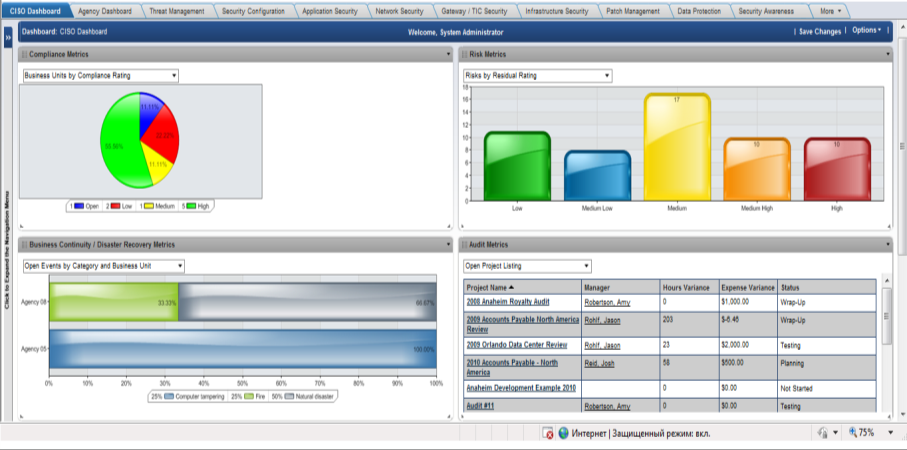 CISO Dashboard Agency Dashboard Threat Management Security Configuration Application Security Network Security Gateway / TIC Security Infrastructure Security Patch Management Data Protection Security Awareness More
Dashboard: CISO Dashboard Welcome, System Administrator Save Changes Options
Click to Expand the Navigation Menu
Compliance Metrics
Business Units by Compliance Rating
11.11%
11.11%
1 Open 2 Low 1 Medium 5 High
Risk Metrics
Risks by Residual Rating
18
16
14
12
10
8
6
4
2
0
17
10
10
Low Medium Low Medium Medium High High
Business Continuity / Disaster Recovery Metrics
Open Events by Category and Business Unit
Agency 08 33.33% 66.67%
Agency 05 100.00%
0% 10% 20% 30% 40% 50% 60% 70% 80% 90% 100%
25% Computer tampering 25% Fire 50% Natural disaster
Audit Metrics
Open Project Listing
Project Name Manager Hours Variance Expense Variance Status
2008 Anaheim Royalty Audit Robertson, Amy 0 $1,000.00 Wrap-Up
2009 Accounts Payable North America Rohlf, Jason 203 $-6.46 Wrap-Up
Review
2009 Orlando Data Center Review Rohlf, Jason 23 $2,000.00 Testing
2010 Accounts Payable - North Reid, Josh 58 $500.00 Planning
America
Anaheim Development Example 2010 0 $0.00 Not Started
Audit #11 Robertson, Amy 0 $0.00 Testing
Интернет | Защищенный режим: вкл. 75%